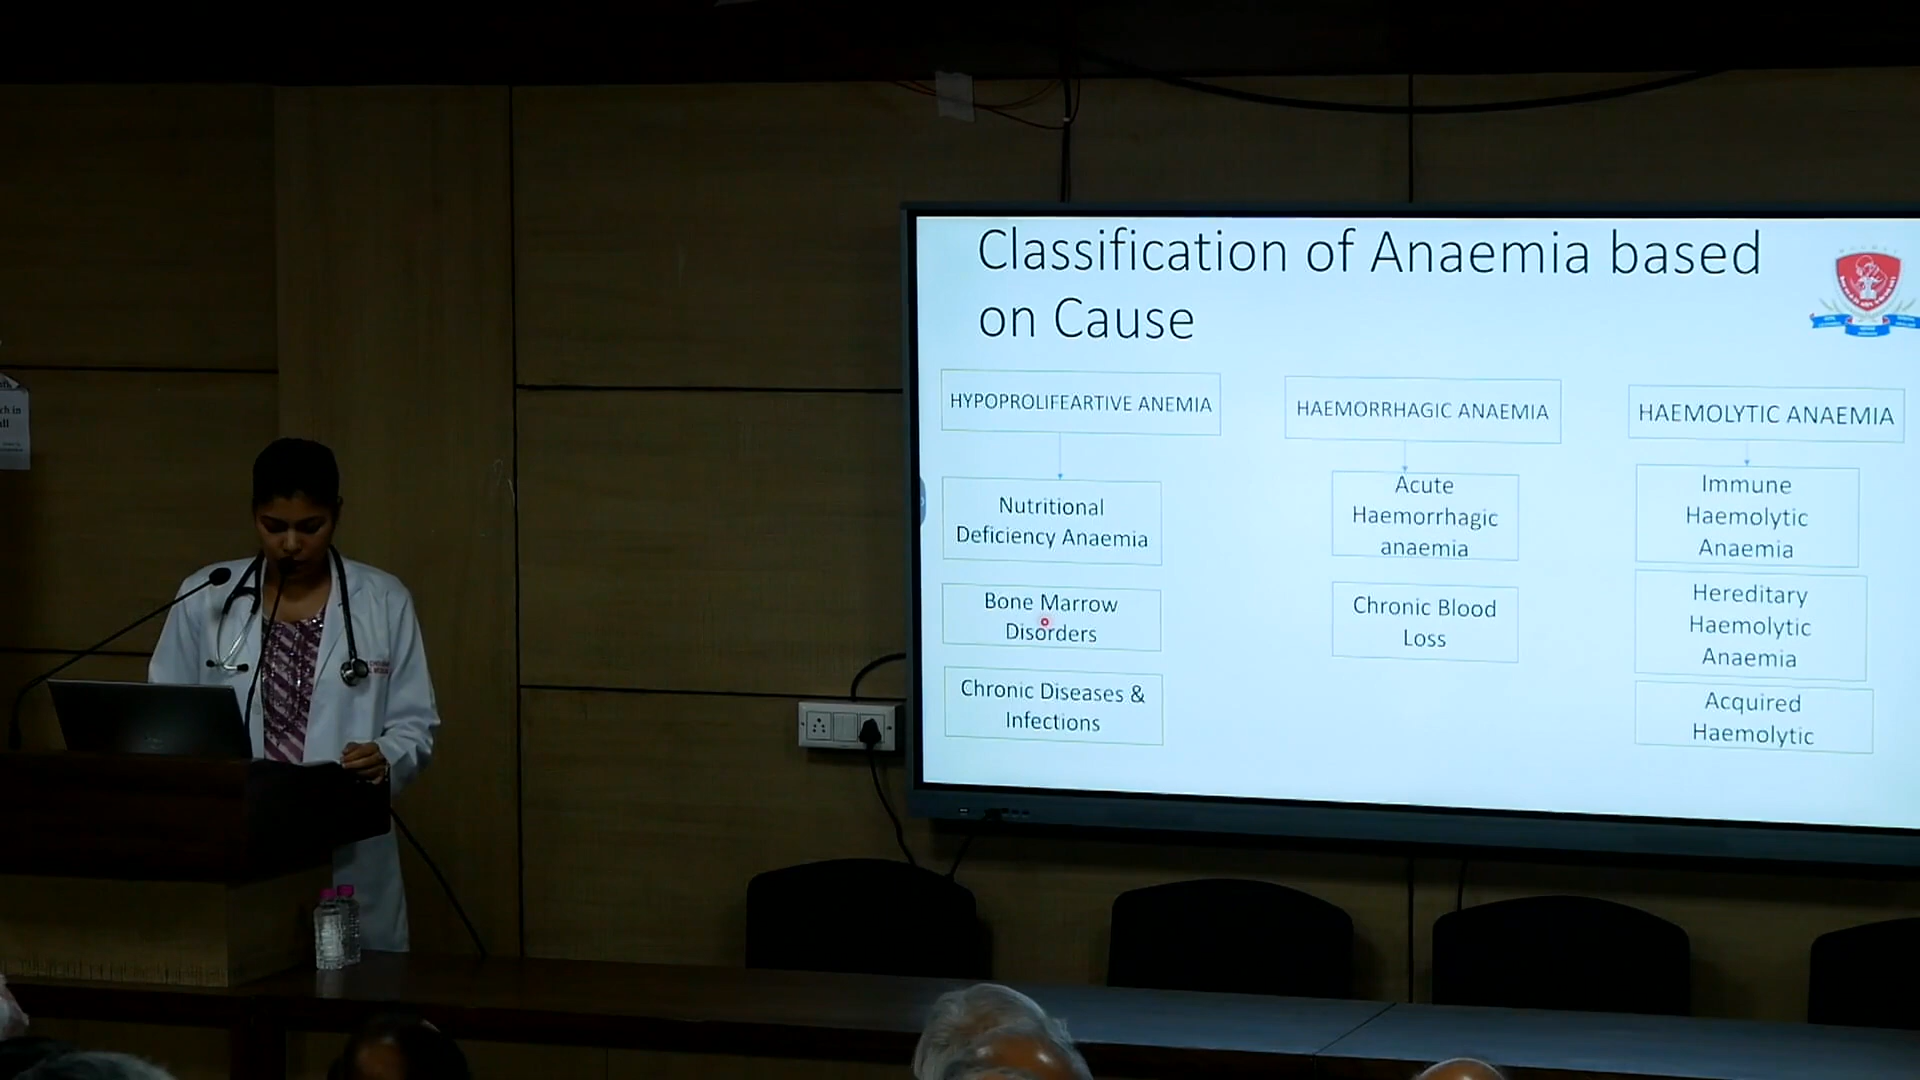 Classification of Anaemia based
on Cause
HYPOPROLIFEARTIVE ANEMIA
Nutritional
Deficiency Anaemia
Bone Marrow
Disorders
Chronic Diseases &
Infections
HAEMORRHAGIC ANAEMIA
Acute
Haemorrhagic
anaemia
Chronic Blood
Loss
HAEMOLYTIC ANAEMIA
Immune
Haemolytic
Anaemia
Hereditary
Haemolytic
Anaemia
Acquired
Haemolytic